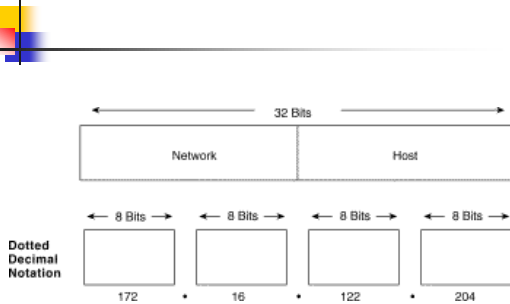 32 Bits
Network Host
8 Bits 8 Bits 8 Bits 8 Bits
Dotted
Decimal
Notation
172 • 16 • 122 • 204